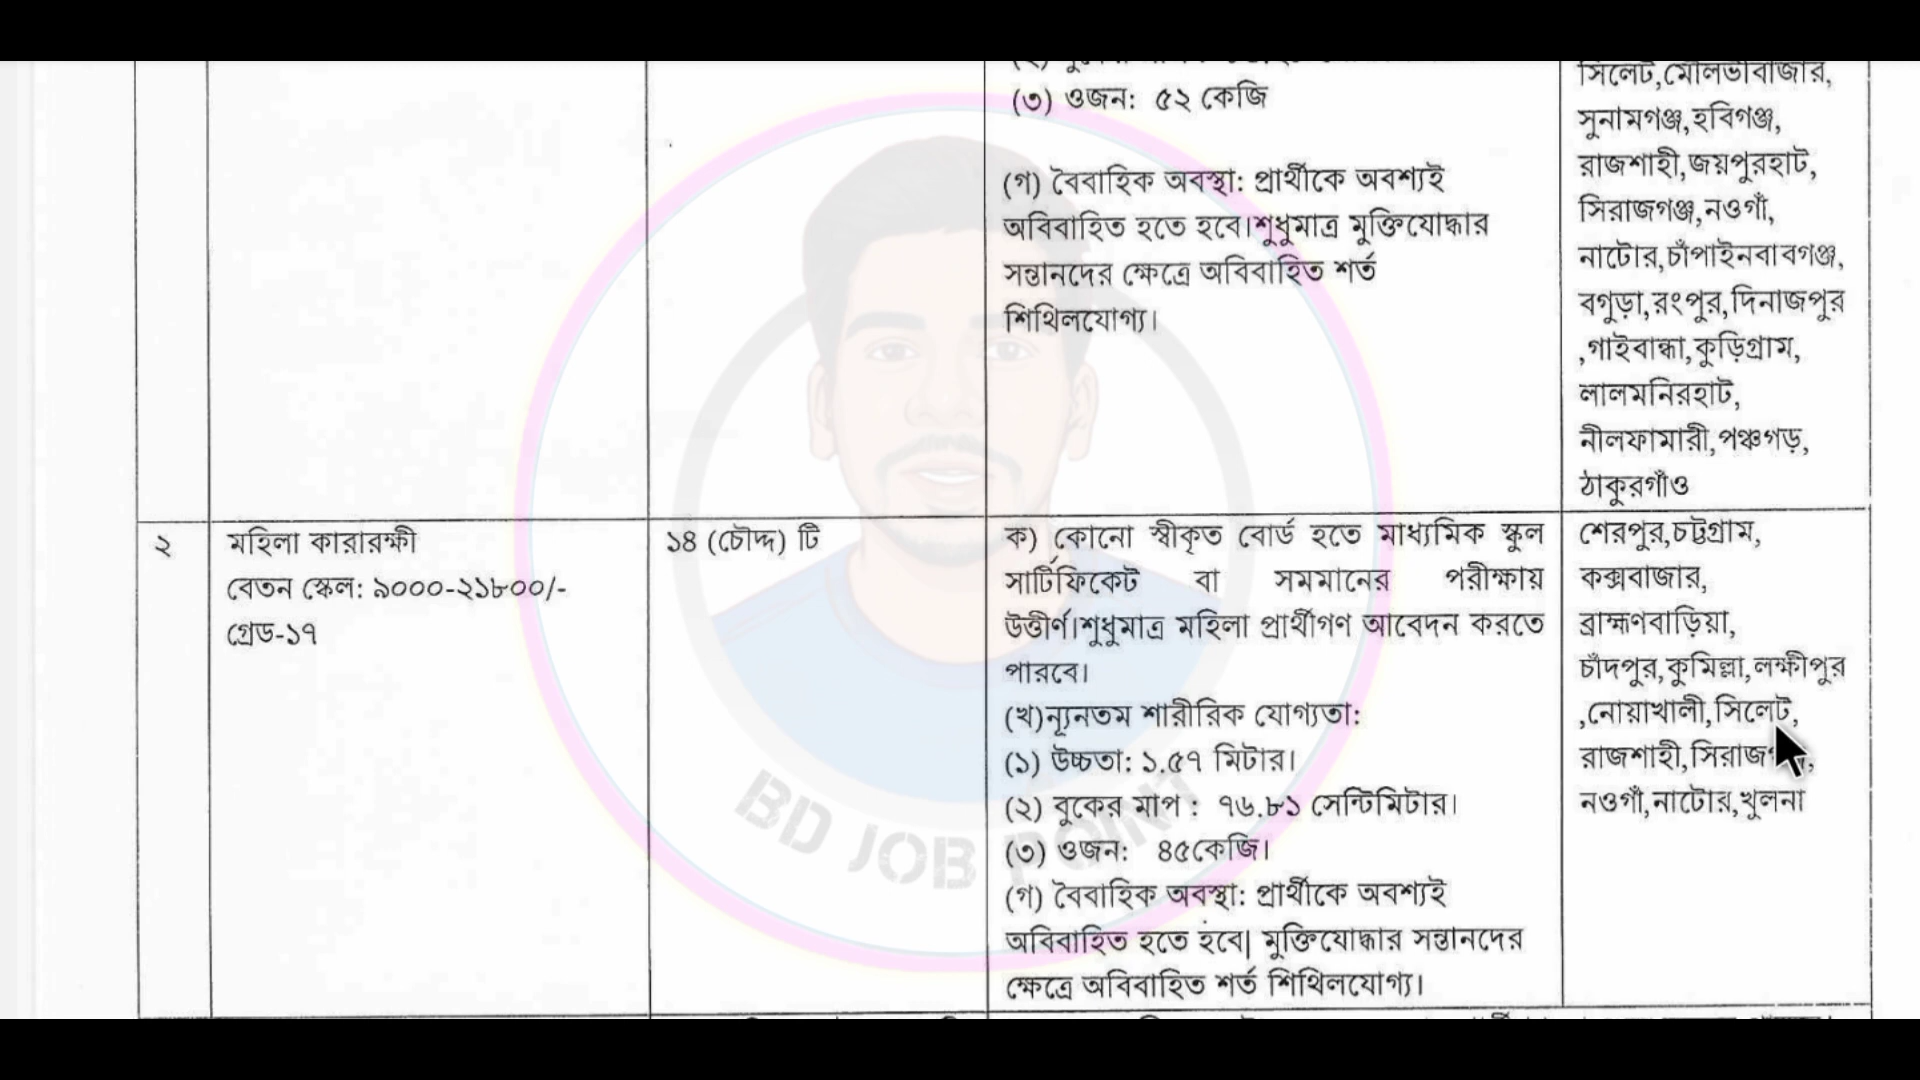 (৩) ওজন: ৫২ কেজি
(গ) বৈবাহিক অবস্থা: প্রার্থীকে অবশ্যই
অবিবাহিত হতে হবে।শুধুমাত্র মুক্তিযোদ্ধার
সন্তানদের ক্ষেত্রে অবিবাহিত শর্ত
শিথিলযোগ্য।
সিলেট,মৌলভীবাজার,
সুনামগঞ্জ,হবিগঞ্জ,
রাজশাহী,জয়পুরহাট,
সিরাজগঞ্জ,নওগাঁ,
নাটোর,চাঁপাইনবাবগঞ্জ,
বগুড়া,রংপুর,দিনাজপুর
,গাইবান্ধা,কুড়িগ্রাম,
লালমনিরহাট,
নীলফামারী,পঞ্চগড়,
ঠাকুরগাঁও
২
মহিলা কারারক্ষী
বেতন স্কেল: ৯০০০-২১৮০০/-
গ্রেড-১৭
১৪ (চৌদ্দ) টি
ক) কোনো স্বীকৃত বোর্ড হতে মাধ্যমিক স্কুল
সার্টিফিকেট বা সমমানের পরীক্ষায়
উত্তীর্ণ।শুধুমাত্র মহিলা প্রার্থীগণ আবেদন করতে
পারবে।
(খ)ন্যূনতম শারীরিক যোগ্যতা:
(১) উচ্চতা: ১.৫৭ মিটার।
(২) বুকের মাপ : ৭৬.৮১ সেন্টিমিটার।
(৩) ওজন: ৪৫কেজি।
(গ) বৈবাহিক অবস্থা: প্রার্থীকে অবশ্যই
অবিবাহিত হতে হবে| মুক্তিযোদ্ধার সন্তানদের
ক্ষেত্রে অবিবাহিত শর্ত শিথিলযোগ্য।
শেরপুর,চট্টগ্রাম,
কক্সবাজার,
ব্রাহ্মণবাড়িয়া,
চাঁদপুর,কুমিল্লা,লক্ষীপুর
,নোয়াখালী,সিলেট,
রাজশাহী,
নওগাঁ,নাটোর,খুলনা
BD JOB POINT